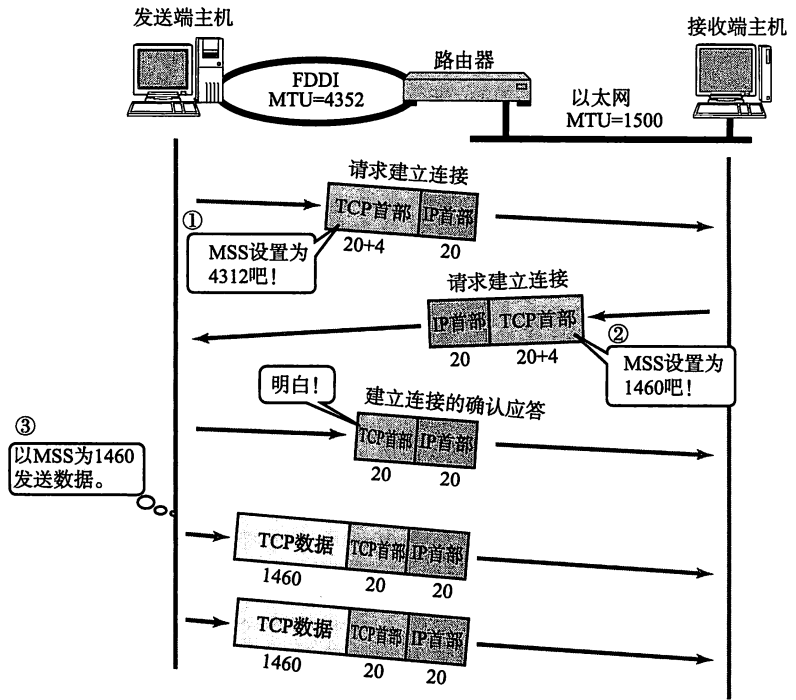 发送端主机
接收端主机
路由器
FDDI
MTU=4352
以太网
MTU=1500
请求建立连接
TCP首部 IP首部
20+4 20
①
MSS设置为
4312吧！
请求建立连接
IP首部 TCP首部
20 20+4
②
MSS设置为
1460吧！
明白！
建立连接的确认应答
TCP首部 IP首部
20 20
③
以MSS为1460
发送数据。
TCP数据 TCP首部 IP首部
1460 20 20
TCP数据 TCP首部 IP首部
1460 20 20